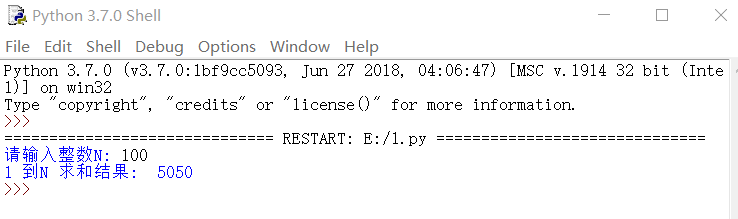 Python 3.7.0 Shell
File Edit Shell Debug Options Window Help
Python 3.7.0 (v3.7.0:1bf9cc5093, Jun 27 2018, 04:06:47) [MSC v.1914 32 bit (Inte
l)] on win32
Type "copyright", "credits" or "license()" for more information.
>>>
============================== RESTART: E:/1.py ==============================
请输入整数N: 100
1 到N 求和结果:  5050
>>>